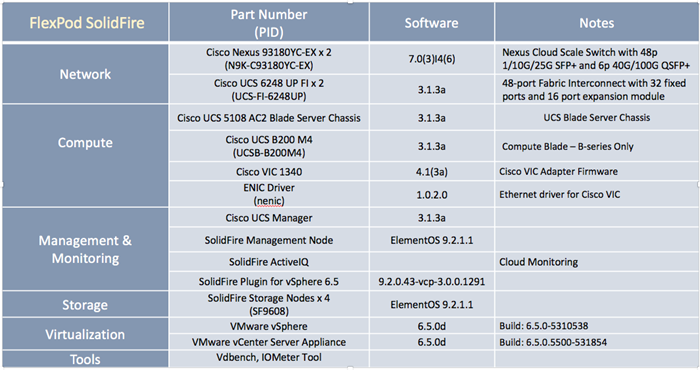 FlexPod SolidFire
Part Number
(PID)
Software
Notes
Network
Cisco Nexus 93180YC-EX x 2
(N9K-C93180YC-EX)
7.0(3)I4(6)
Nexus Cloud Scale Switch with 48p
1/10G/25G SFP+ and 6p 40G/100G QSFP+
Cisco UCS 6248 UP FI x 2
(UCS-FI-6248UP)
3.1.3a
48-port Fabric Interconnect with 32 fixed
ports and 16 port expansion module
Compute
Cisco UCS 5108 AC2 Blade Server Chassis
3.1.3a
UCS Blade Server Chassis
Cisco UCS B200 M4
(UCSB-B200M4)
3.1.3a
Compute Blade – B-series Only
Cisco VIC 1340
4.1(3a)
Cisco VIC Adapter Firmware
ENIC Driver
(nenic)
1.0.2.0
Ethernet driver for Cisco VIC
Management &
Monitoring
Cisco UCS Manager
3.1.3a
SolidFire Management Node
ElementOS 9.2.1.1
SolidFire ActiveIQ
Cloud Monitoring
SolidFire Plugin for vSphere 6.5
9.2.0.43-vcp-3.0.0.1291
Storage
SolidFire Storage Nodes x 4
(SF9608)
ElementOS 9.2.1.1
Virtualization
VMware vSphere
6.5.0d
Build: 6.5.0-5310538
VMware vCenter Server Appliance
6.5.0d
Build: 6.5.0.5500-531854
Tools
Vdbench, IOMeter Tool